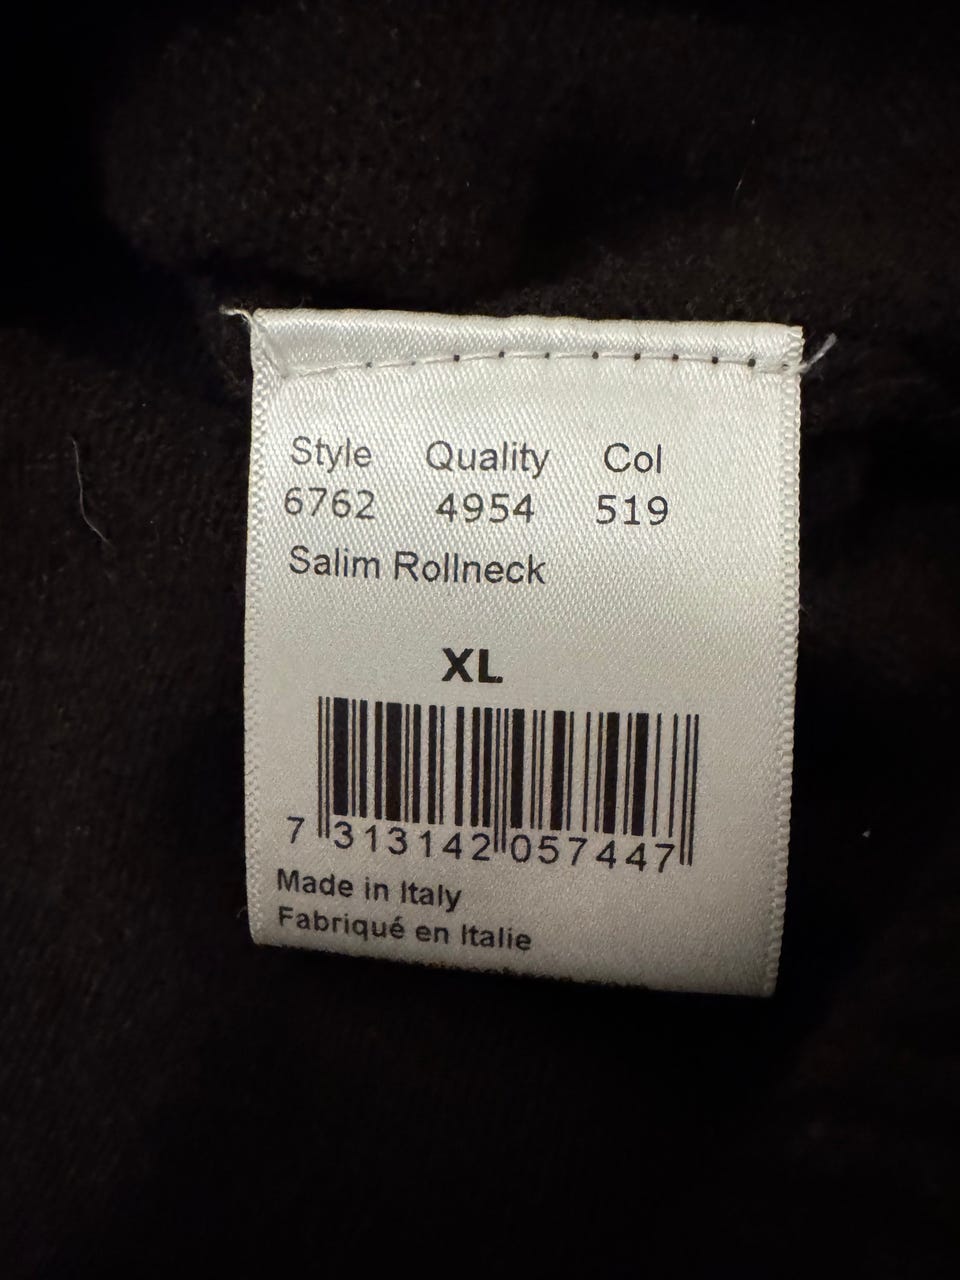 Style Quality Col
6762 4954 519
Salim Rollneck
XL
7 313142 057447
Made in Italy
Fabriqué en Italie